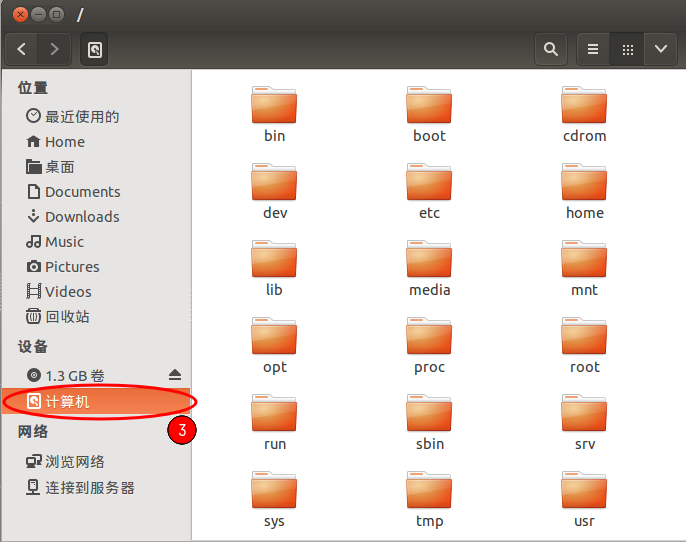 /
位置
最近使用的
Home
桌面
Documents
Downloads
Music
Pictures
Videos
回收站
设备
1.3 GB 卷
计算机
3
网络
浏览网络
连接到服务器
bin boot cdrom
dev etc home
lib media mnt
opt proc root
run sbin srv
sys tmp usr